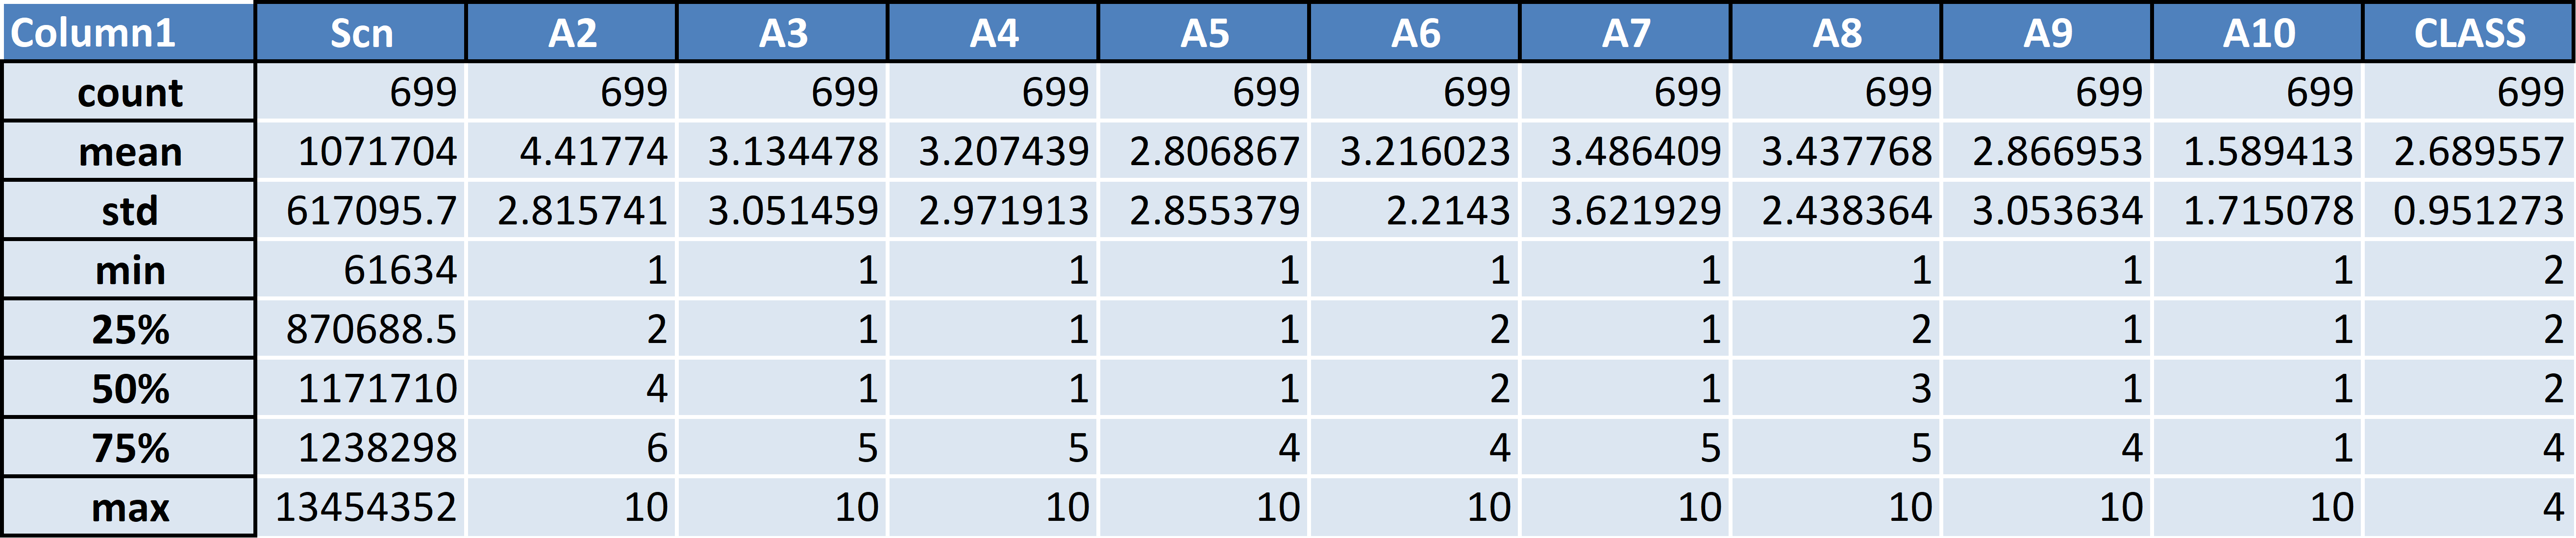 Column1 Scn A2 A3 A4 A5 A6 A7 A8 A9 A10 CLASS
count 699 699 699 699 699 699 699 699 699 699 699
mean 1071704 4.41774 3.134478 3.207439 2.806867 3.216023 3.486409 3.437768 2.866953 1.589413 2.689557
std 617095.7 2.815741 3.051459 2.971913 2.855379 2.2143 3.621929 2.438364 3.053634 1.715078 0.951273
min 61634 1 1 1 1 1 1 1 1 1 2
25% 870688.5 2 1 1 1 2 1 2 1 1 2
50% 1171710 4 1 1 1 2 1 3 1 1 2
75% 1238298 6 5 5 4 4 5 5 4 1 4
max 13454352 10 10 10 10 10 10 10 10 10 4